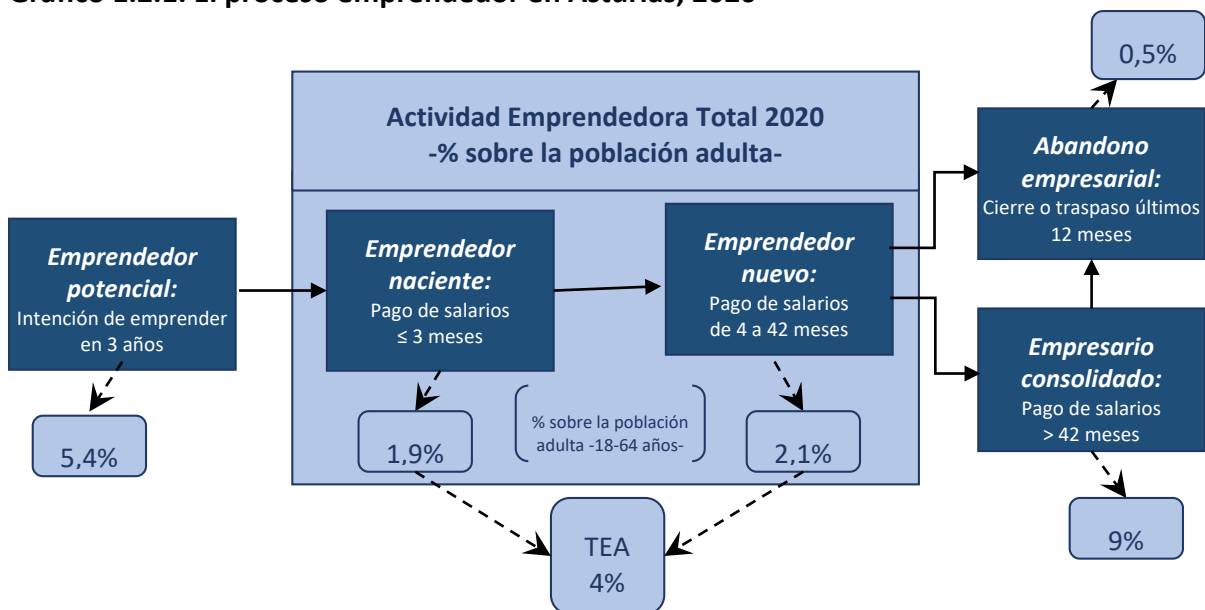 Gráfico 1.2.1. El proceso emprendedor en Asturias, 2020
0,5%
Actividad Emprendedora Total 2020
-% sobre la población adulta-
Abandono
empresarial:
Cierre o traspaso últimos
12 meses
Emprendedor
potencial:
Intención de emprender
en 3 años
Emprendedor
naciente:
Pago de salarios
≤ 3 meses
Emprendedor
nuevo:
Pago de salarios
de 4 a 42 meses
Empresario
consolidado:
Pago de salarios
> 42 meses
5,4%
1,9%
% sobre la población
adulta -18-64 años-
2,1%
9%
TEA
4%